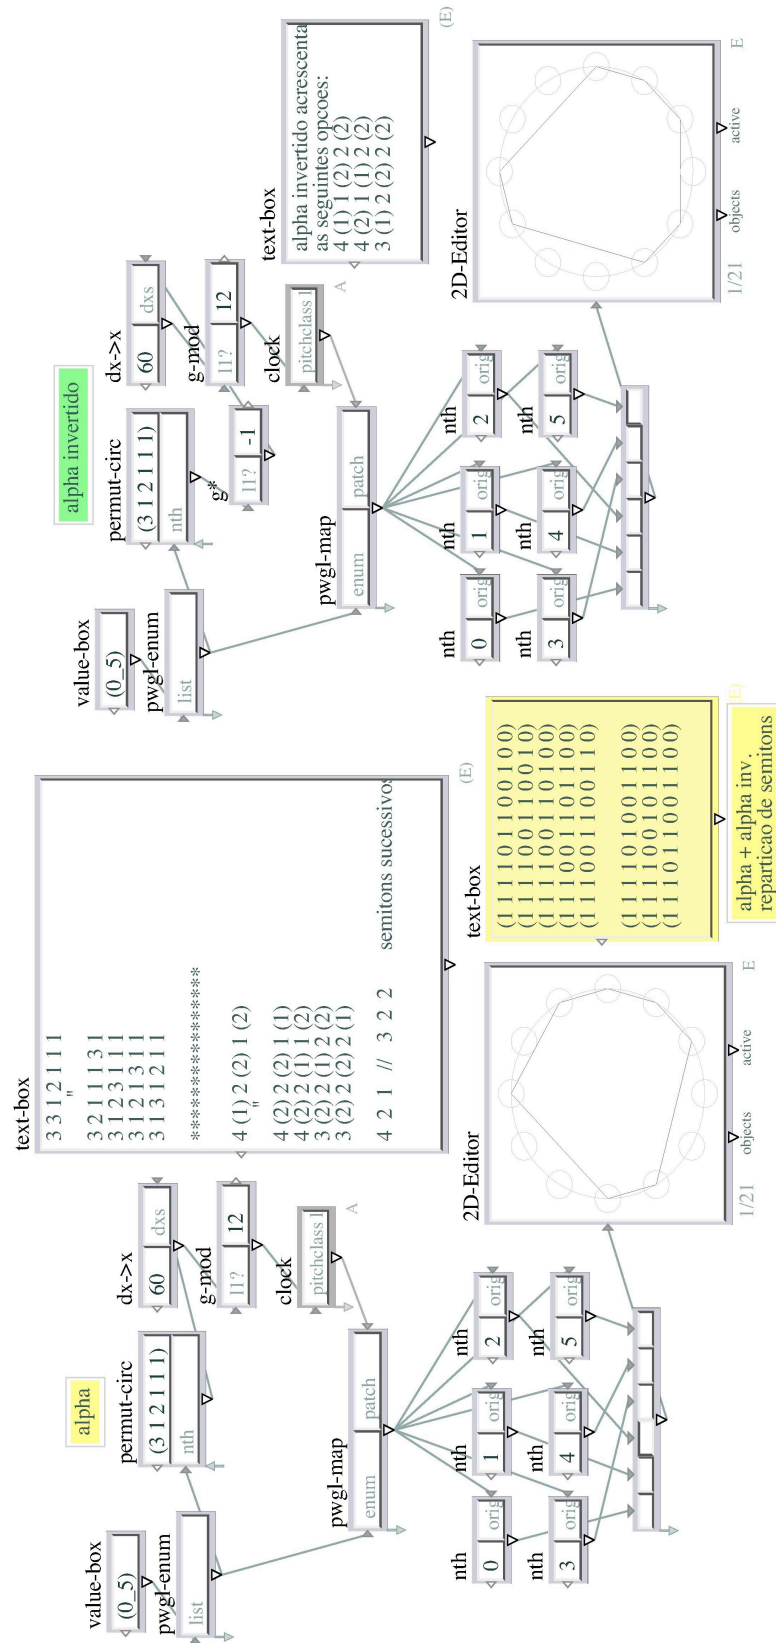 alpha
value-box
(0_5)
pwgl-enum
list
permut-circ
(3 1 2 1 1 1)
nth
dx->x
60
dxs
g-mod
l1?
12
clock
pitchclass l
A
pwgl-map
enum
patch
nth
0
orig
nth
1
orig
nth
2
orig
nth
3
orig
nth
4
orig
nth
5
orig
text-box
3 3 1 2 1 1 1
"
3 2 1 1 1 3 1
3 1 2 3 1 1 1
3 1 2 1 3 1 1
3 1 3 1 2 1 1
****************
4 (1) 2 (2) 1 (2)
"
4 (2) 2 (2) 1 (1)
4 (2) 2 (1) 1 (2)
3 (2) 2 (1) 2 (2)
3 (2) 2 (2) 2 (1)
4 2 1 // 3 2 2 semitons sucessivos
(E)
2D-Editor
1/21
objects
active
E
text-box
(1 1 1 1 0 1 1 0 0 1 0 0)
(1 1 1 1 0 0 1 1 0 0 1 0)
(1 1 1 1 0 0 1 1 0 1 0 0)
(1 1 1 0 0 1 1 0 1 1 0 0)
(1 1 1 0 0 1 1 0 0 1 1 0)
(1 1 1 1 0 1 0 0 1 1 0 0)
(1 1 1 1 0 0 1 0 1 1 0 0)
(1 1 1 0 1 1 0 0 1 1 0 0)
(E)
alpha + alpha inv.
reparticao de semitons
alpha invertido
value-box
(0_5)
pwgl-enum
list
permut-circ
(3 1 2 1 1 1)
nth
g*
l1?
-1
dx->x
60
dxs
g-mod
l1?
12
clock
pitchclass l
A
pwgl-map
enum
patch
nth
0
orig
nth
1
orig
nth
2
orig
nth
3
orig
nth
4
orig
nth
5
orig
text-box
alpha invertido acrescenta
as seguintes opcoes:
4 (1) 1 (2) 2 (2)
4 (2) 1 (1) 2 (2)
3 (1) 2 (2) 2 (2)
(E)
2D-Editor
1/21
objects
active
E